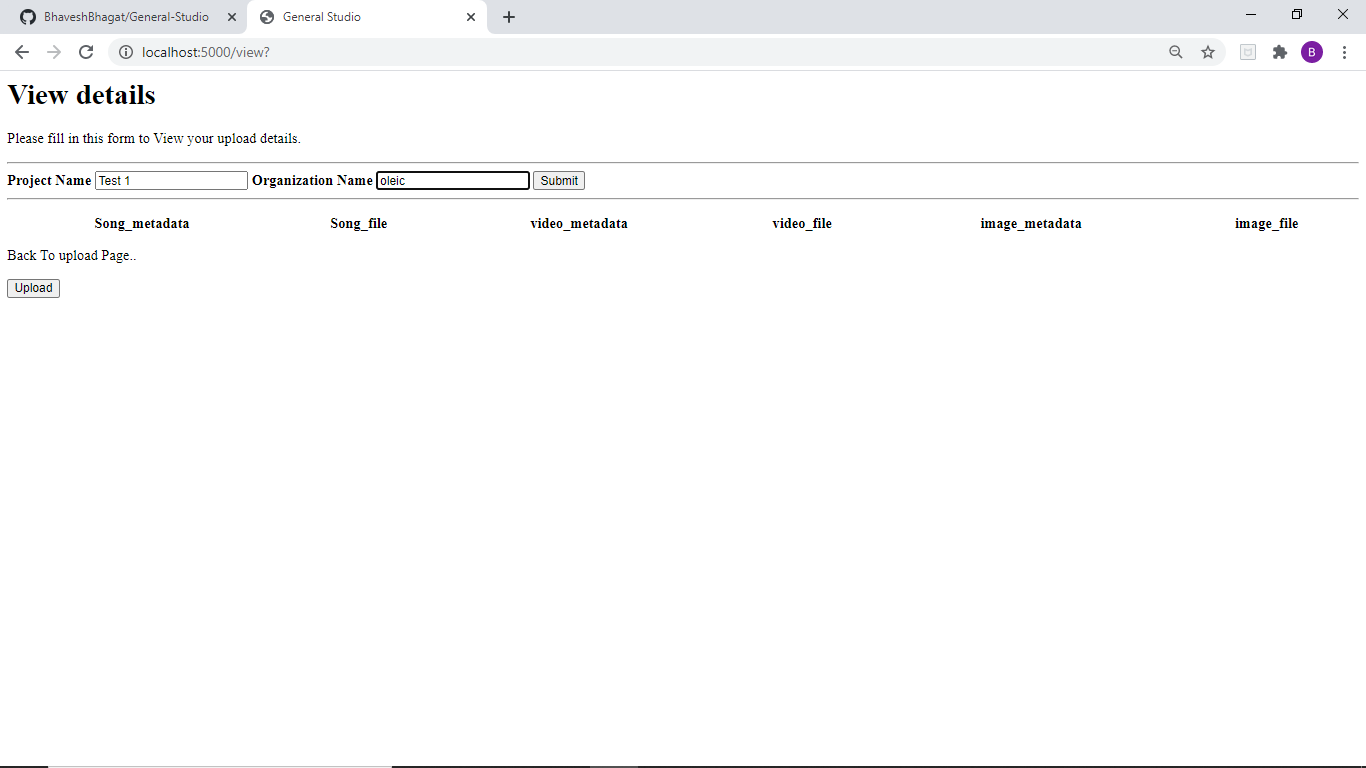 BhaveshBhagat/General-Studio
General Studio
localhost:5000/view?
B
View details
Please fill in this form to View your upload details.
Project Name Test 1 Organization Name oleic Submit
Song_metadata Song_file video_metadata video_file image_metadata image_file
Back To upload Page..
Upload